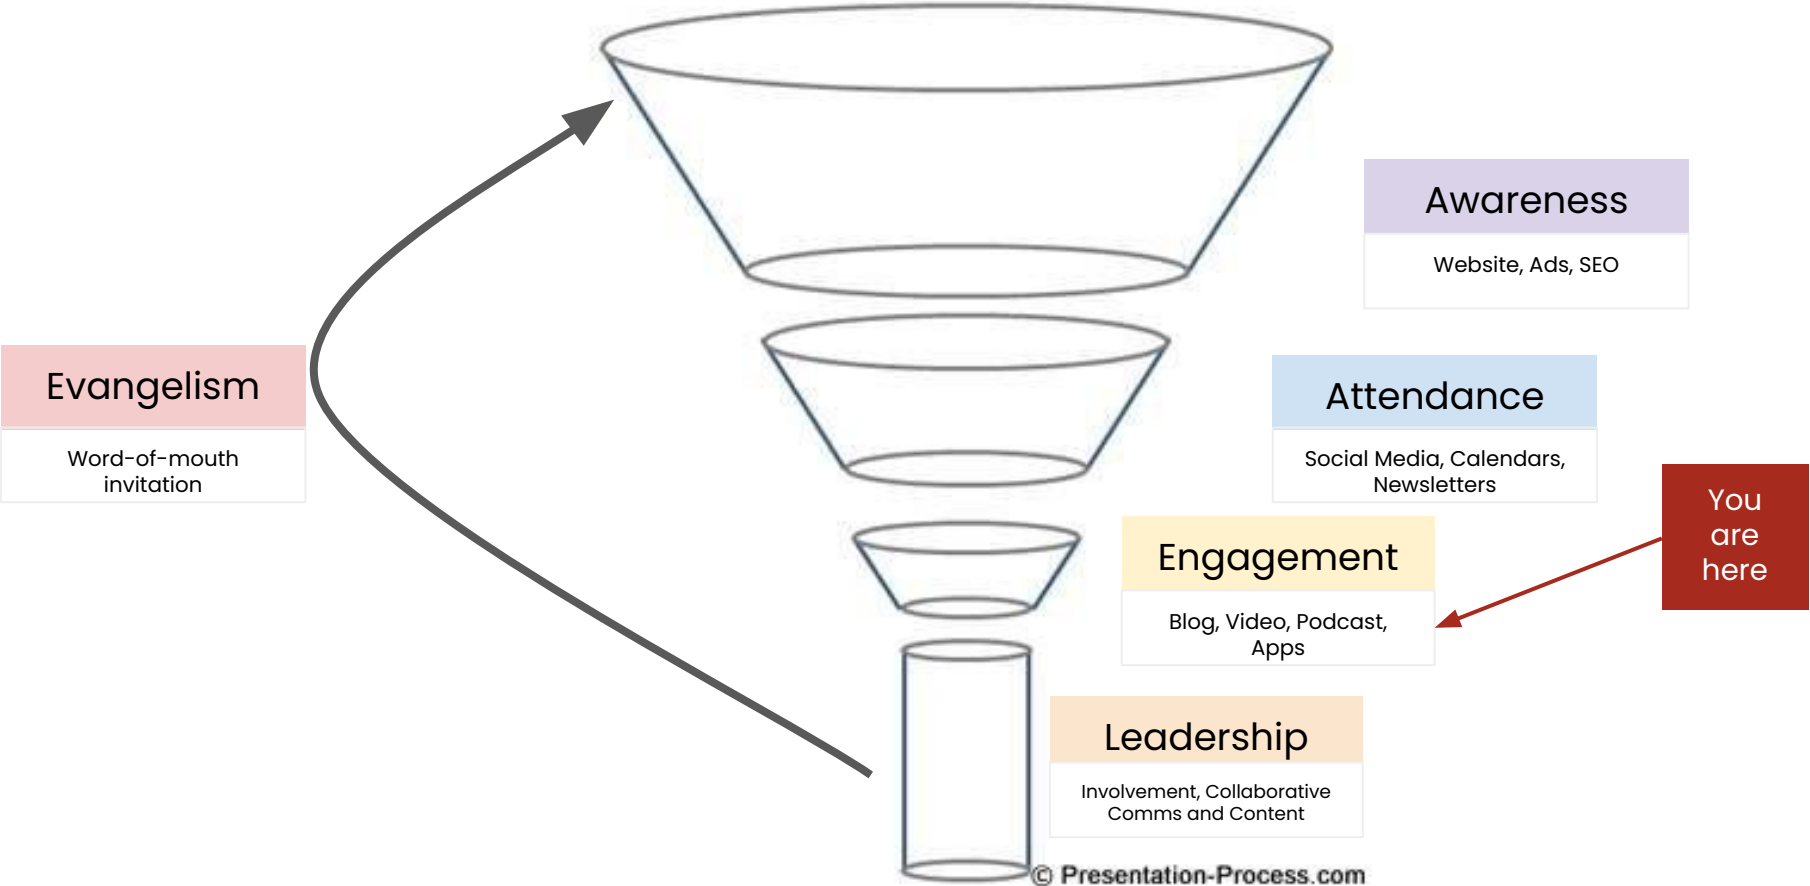 Awareness
Website, Ads, SEO
Evangelism
Word-of-mouth
invitation
Attendance
Social Media, Calendars,
Newsletters
You
are
here
Engagement
Blog, Video, Podcast,
Apps
Leadership
Involvement, Collaborative
Comms and Content
© Presentation-Process.com